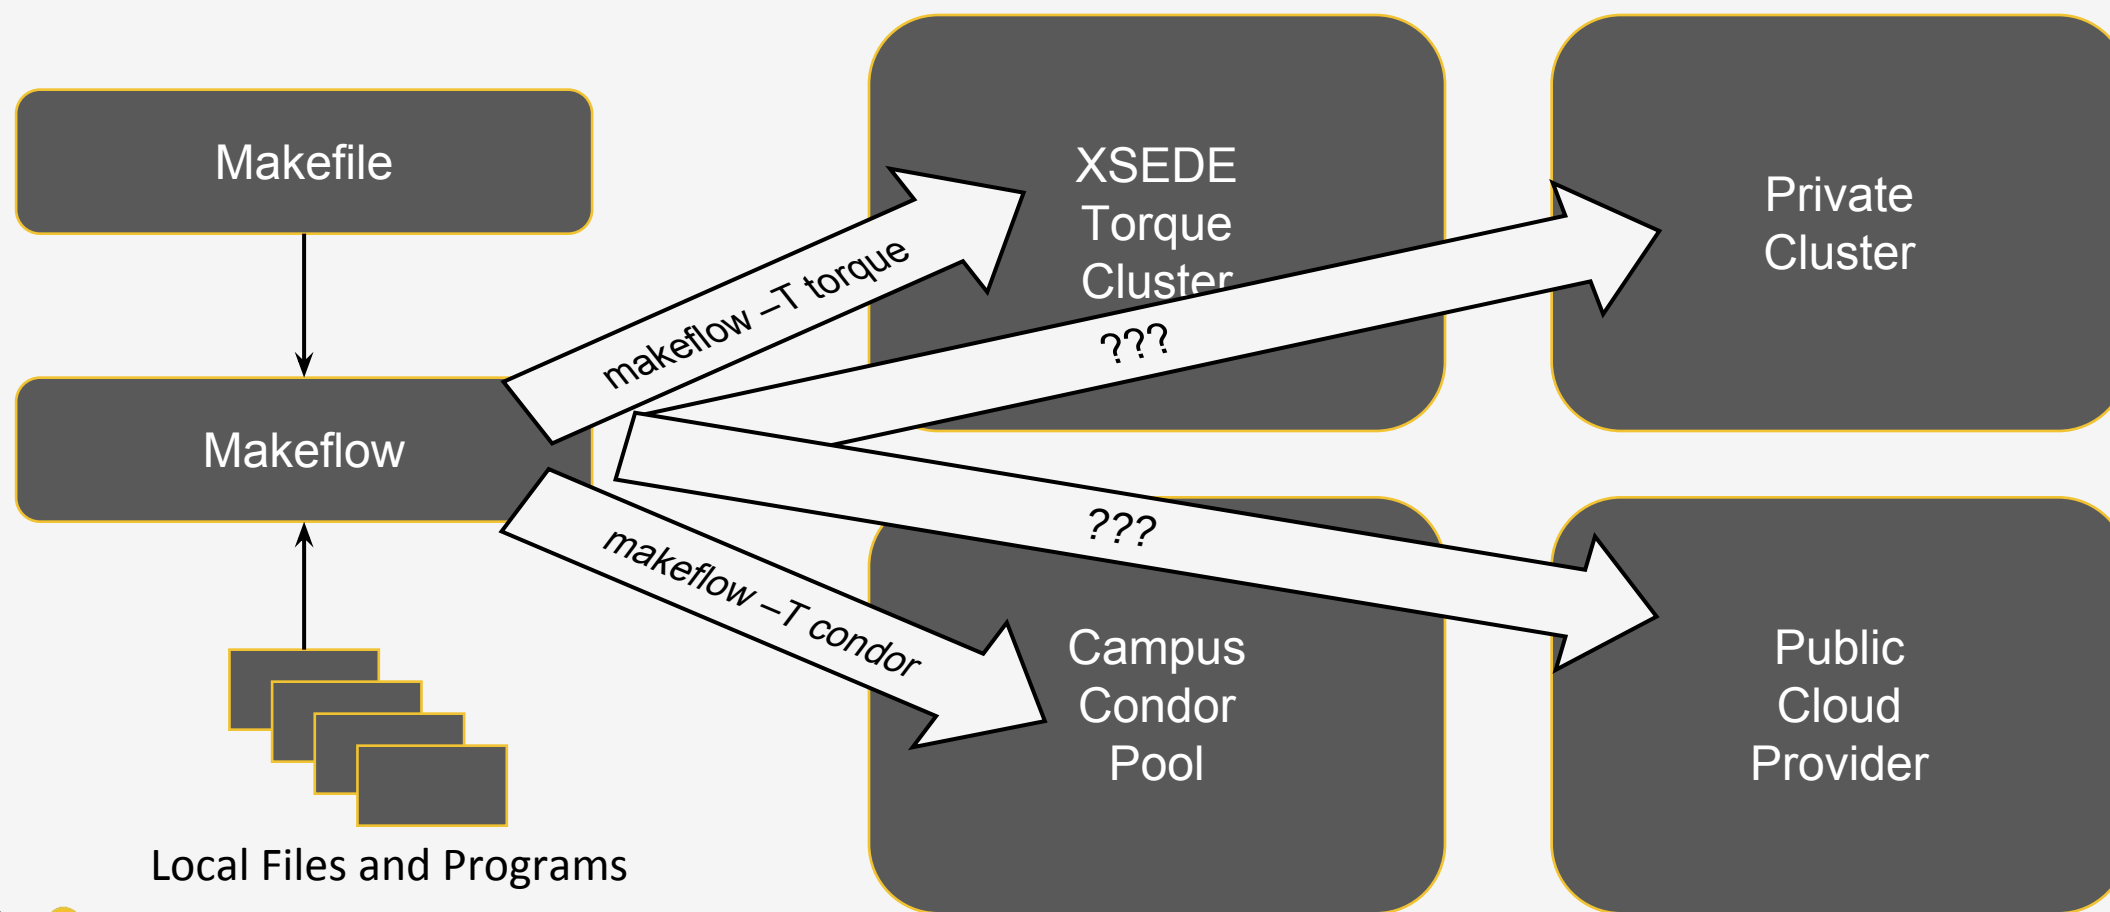 Makefile
Makeflow
Local Files and Programs
makeflow –T torque
???
???
makeflow –T condor
XSEDE
Torque
Cluster
Private
Cluster
Campus
Condor
Pool
Public
Cloud
Provider